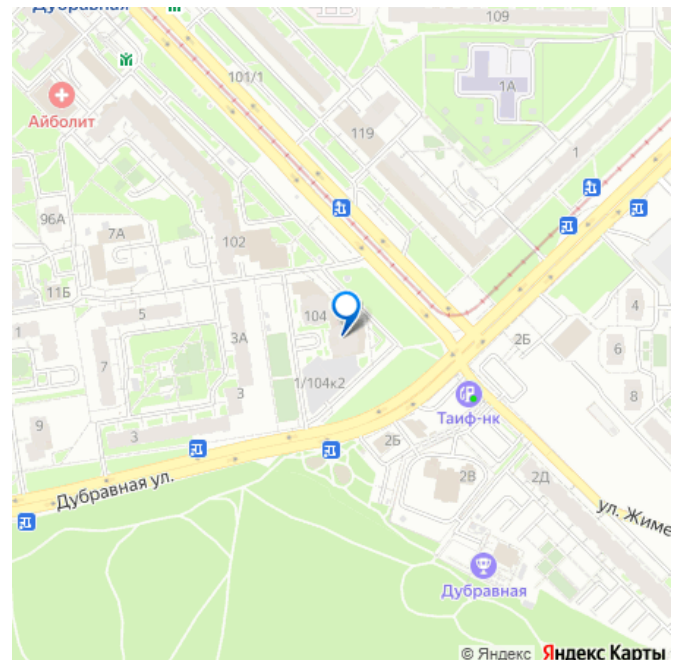 Дубравная
109
101/1
1А
Айболит
119
1
96А
7А
102
11Б
5
104
4
1
3А
2Б
6
7
1/104к2
3
8
Таиф-нк
9
3
2Б
2В
2Д
Дубравная ул.
ул. Жиме
Дубравная
© Яндекс Яндекс Карты